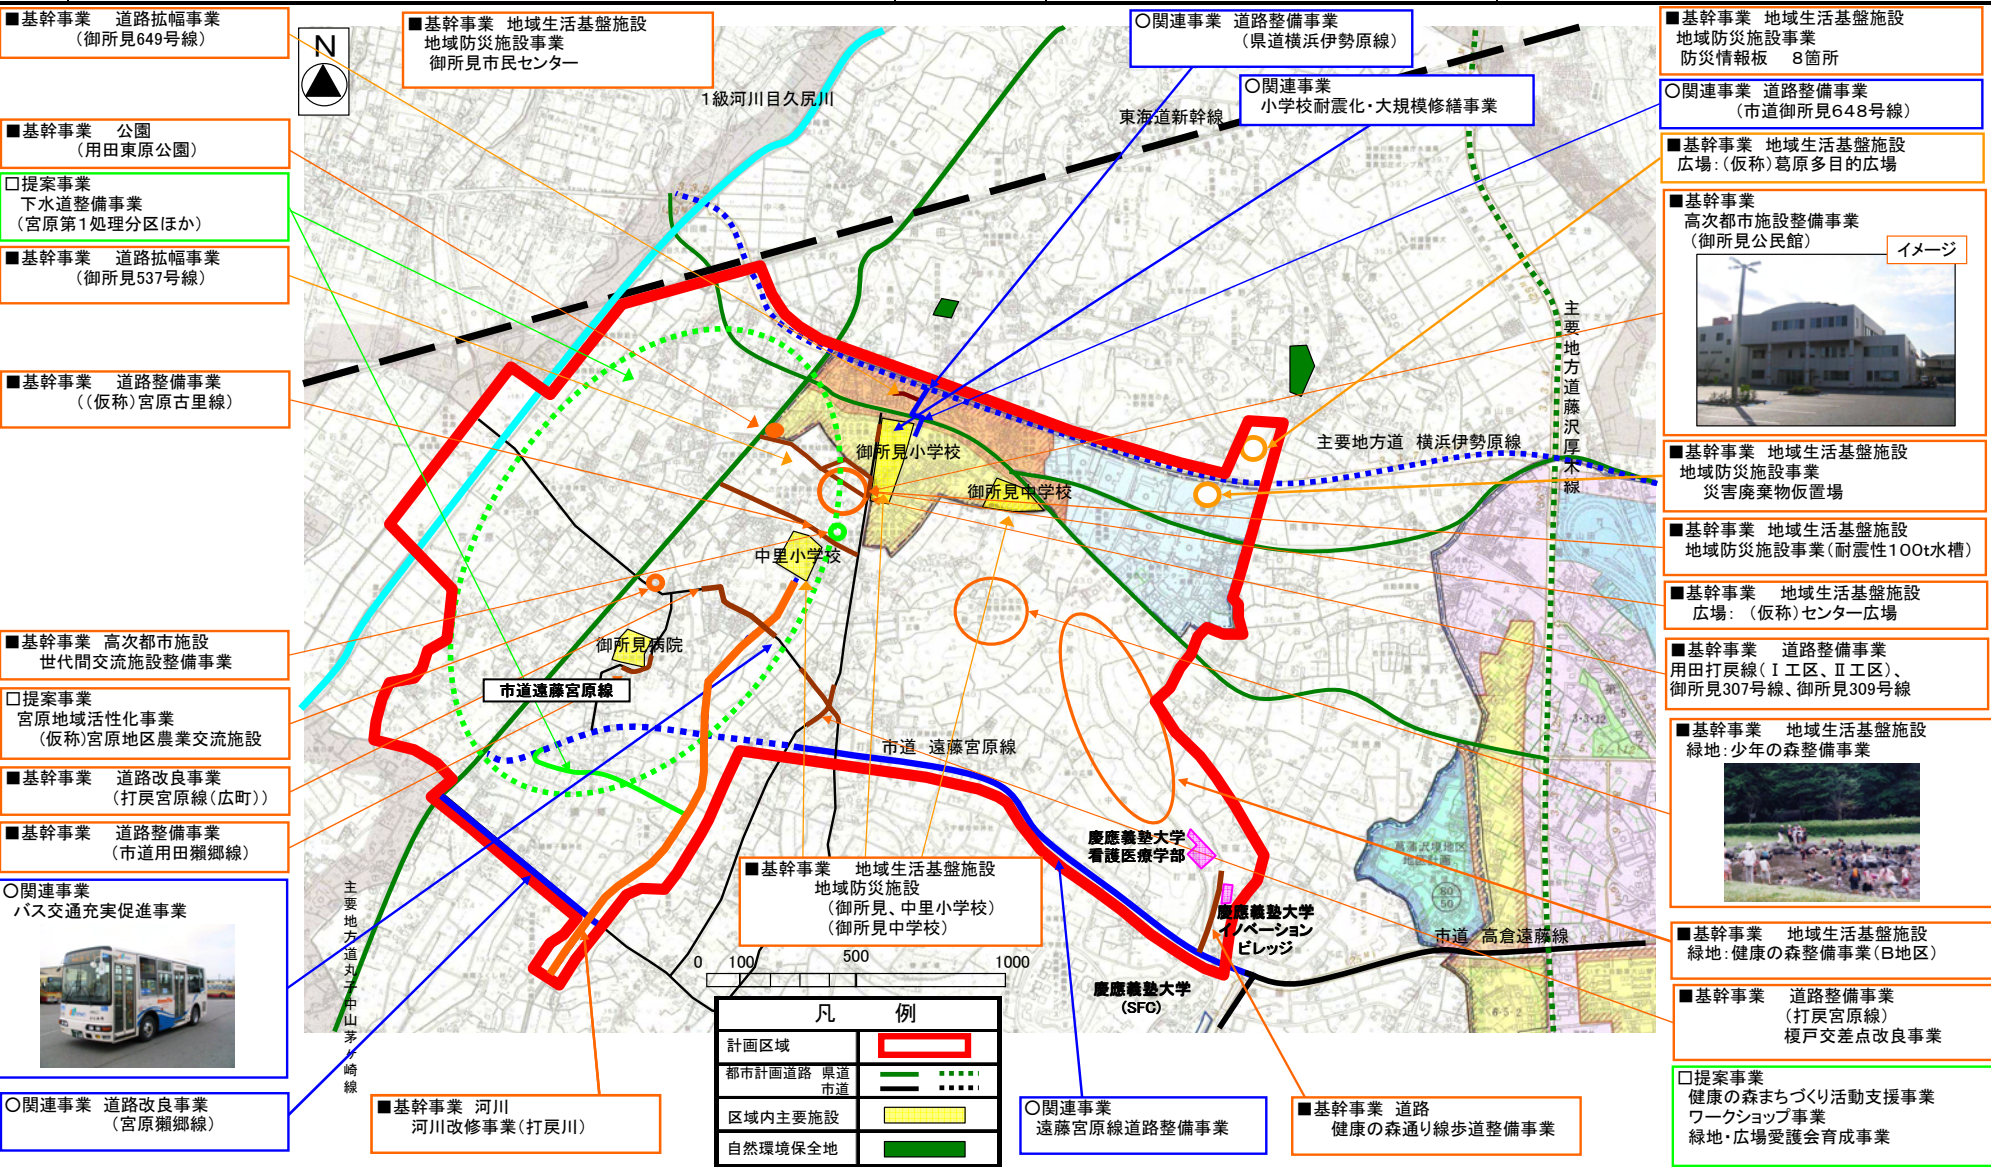 ■基幹事業　道路拡幅事業
（御所見649号線）
■基幹事業　公園
（用田東原公園）
□提案事業
下水道整備事業
（宮原第1処理分区ほか）
■基幹事業　道路拡幅事業
（御所見537号線）
■基幹事業　道路整備事業
（（仮称）宮原古里線）
■基幹事業 高次都市施設
世代間交流施設整備事業
□提案事業
宮原地域活性化事業
（仮称）宮原地区農業交流施設
■基幹事業　道路改良事業
（打戻宮原線（広町））
■基幹事業　道路整備事業
（市道用田獺郷線）
○関連事業
バス交通充実促進事業
○関連事業 道路改良事業
（宮原獺郷線）
N
■基幹事業 地域生活基盤施設
地域防災施設事業
御所見市民センター
1級河川目久尻川
東海道新幹線
○関連事業 道路整備事業
（県道横浜伊勢原線）
○関連事業
小学校耐震化・大規模修繕事業
御所見小学校
御所見中学校
中里小学校
御所見病院
市道遠藤宮原線
市道 遠藤宮原線
主要地方道 横浜伊勢原線
主要地方道藤沢厚木線
主要地方道丸子中山茅ヶ崎線
慶應義塾大学
看護医療学部
慶應義塾大学
イノベーション
ビレッジ
慶應義塾大学
（SFC）
市道 高倉遠藤線
菖蒲沢境地区
地区計画
80
50
3・3・12
6・5・2
■基幹事業　地域生活基盤施設
地域防災施設
（御所見、中里小学校）
（御所見中学校）
0 100 500 1000
凡　例
計画区域
都市計画道路 県道
市道
区域内主要施設
自然環境保全地
■基幹事業 河川
河川改修事業（打戻川）
○関連事業
遠藤宮原線道路整備事業
■基幹事業 道路
健康の森通り線歩道整備事業
■基幹事業 地域生活基盤施設
地域防災施設事業
防災情報板　8箇所
○関連事業 道路整備事業
（市道御所見648号線）
■基幹事業 地域生活基盤施設
広場：（仮称）葛原多目的広場
■基幹事業
高次都市施設整備事業
（御所見公民館）
イメージ
■基幹事業 地域生活基盤施設
地域防災施設事業
災害廃棄物仮置場
■基幹事業 地域生活基盤施設
地域防災施設事業（耐震性100t水槽）
■基幹事業　地域生活基盤施設
広場：（仮称）センター広場
■基幹事業　道路整備事業
用田打戻線（Ⅰ工区、Ⅱ工区）、
御所見307号線、御所見309号線
■基幹事業　地域生活基盤施設
緑地：少年の森整備事業
■基幹事業　地域生活基盤施設
緑地：健康の森整備事業（B地区）
■基幹事業　道路整備事業
（打戻宮原線）
榎戸交差点改良事業
□提案事業
健康の森まちづくり活動支援事業
ワークショップ事業
緑地・広場愛護会育成事業